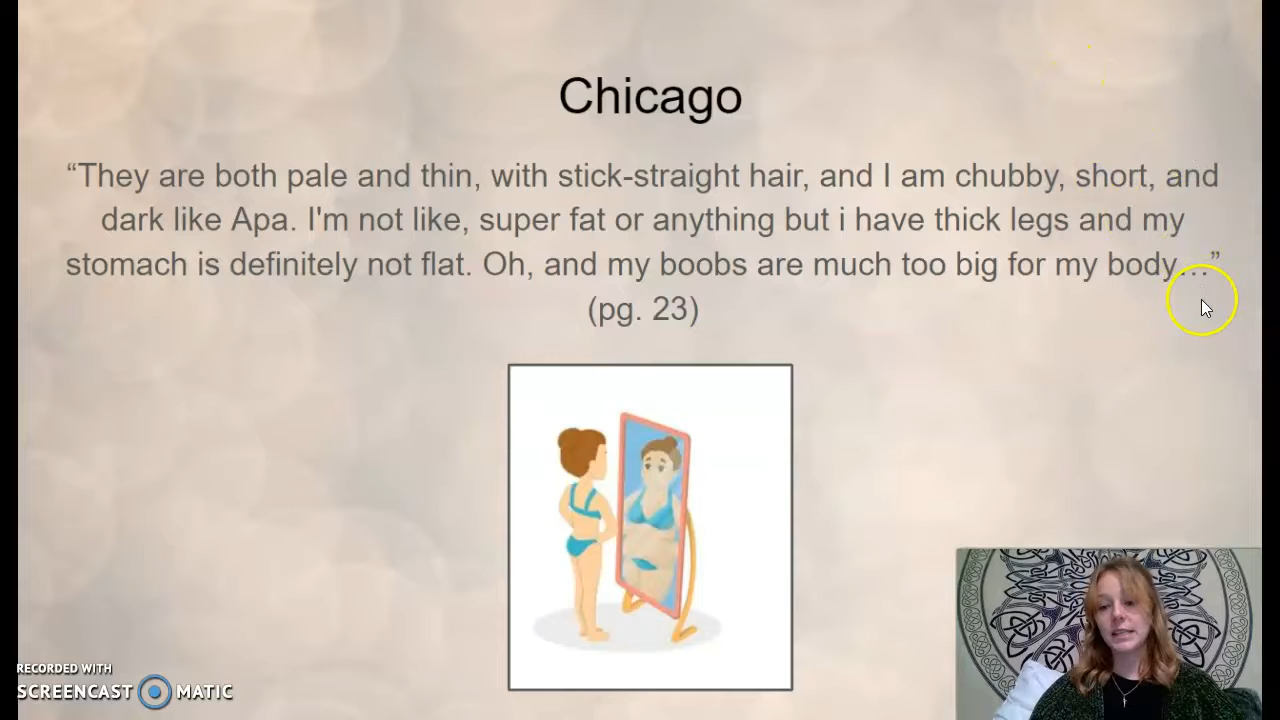 Chicago
“They are both pale and thin, with stick-straight hair, and I am chubby, short, and
dark like Apa. I'm not like, super fat or anything but i have thick legs and my
stomach is definitely not flat. Oh, and my boobs are much too big for my body…”
(pg. 23)
RECORDED WITH
SCREENCAST MATIC